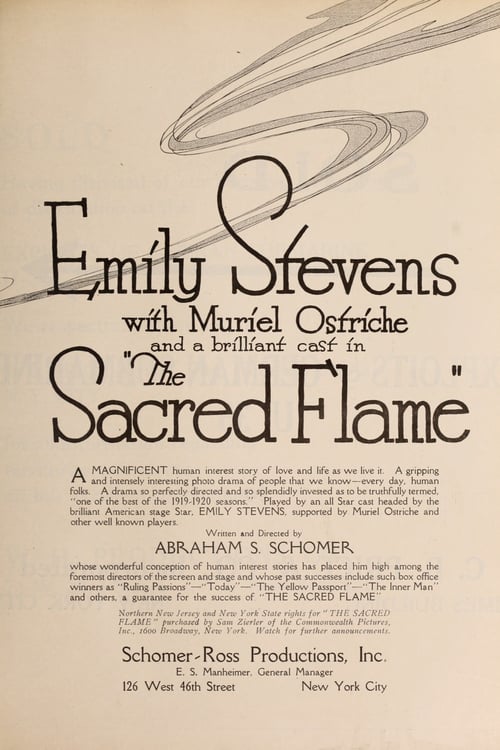 Emily Stevens
with Muriel Ostriche
and a brilliant cast in
"The
Sacred Flame"
A MAGNIFICENT human interest story of love and life as we live it. A gripping
and intensely interesting photo drama of people that we know—every day, human
folks. A drama so perfectly directed and so splendidly invested as to be truthfully termed,
"one of the best of the 1919-1920 seasons." Played by an all Star cast headed by the
brilliant American stage Star, EMILY STEVENS, supported by Muriel Ostriche and
other well known players.
Written and Directed by
ABRAHAM S. SCHOMER
whose wonderful conception of human interest stories has placed him high among the
foremost directors of the screen and stage and whose past successes include such box office
winners as "Ruling Passions"—"Today"—"The Yellow Passport"—"The Inner Man"
and others, a guarantee for the success of "THE SACRED FLAME"
Northern New Jersey and New York State rights for "THE SACRED
FLAME" purchased by Sam Zierler of the Commonwealth Pictures,
Inc., 1600 Broadway, New York. Watch for further announcements.
Schomer-Ross Productions, Inc.
E. S. Manheimer, General Manager
126 West 46th Street New York City